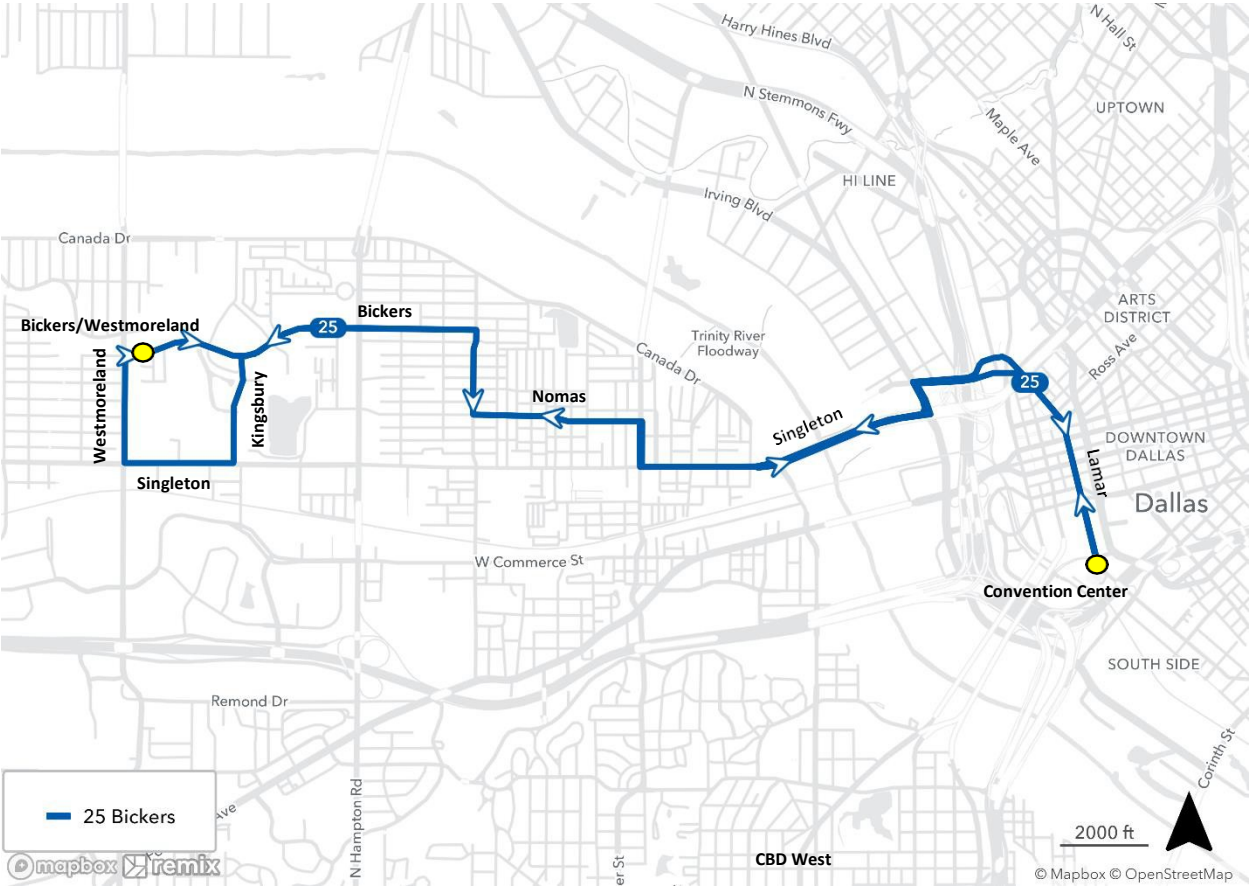 Harry Hines Blvd
N Hall St
N Stemmons Fwy
UPTOWN
Maple Ave
HI LINE
Irving Blvd
Canada Dr
ARTS
DISTRICT
Bickers
Bickers/Westmoreland
25
Trinity River
Floodway
Ross Ave
Canada Dr
Westmoreland
Kingsbury
Nomas
25
Singleton
DOWNTOWN
DALLAS
Lamar
Singleton
Dallas
W Commerce St
Convention Center
SOUTH SIDE
Remond Dr
Corinth St
N Hampton Rd
25 Bickers
Ave
2000 ft
CBD West
er St
mapbox remix
© Mapbox © OpenStreetMap